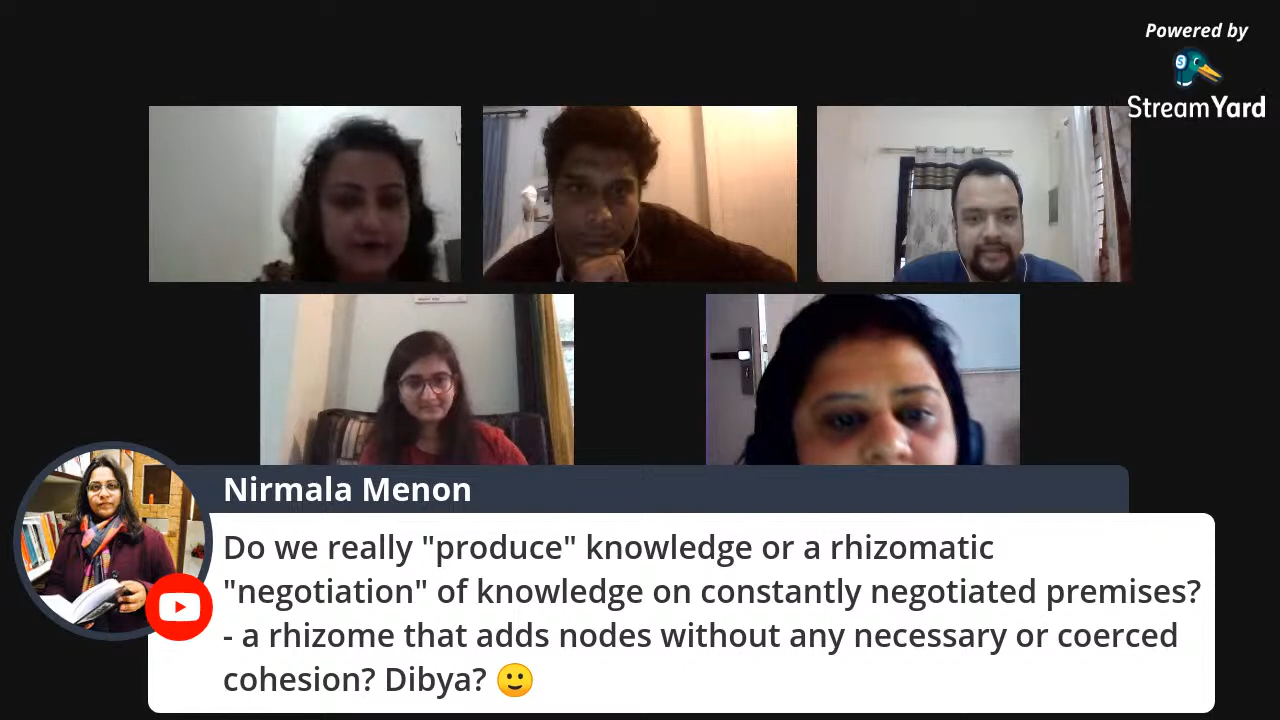 Powered by
StreamYard
Nirmala Menon
Do we really "produce" knowledge or a rhizomatic
"negotiation" of knowledge on constantly negotiated premises?
- a rhizome that adds nodes without any necessary or coerced
cohesion? Dibya? 🙂